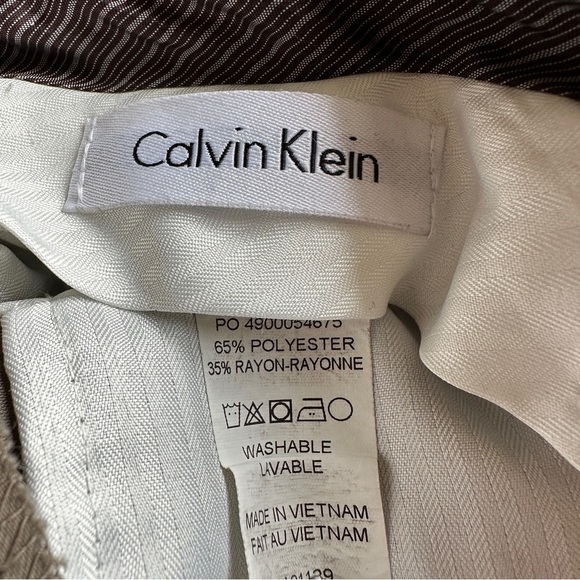 Calvin Klein
PO 4900054675
65% POLYESTER
35% RAYON-RAYONNE
WASHABLE
LAVABLE
MADE IN VIETNAM
FAIT AU VIETNAM